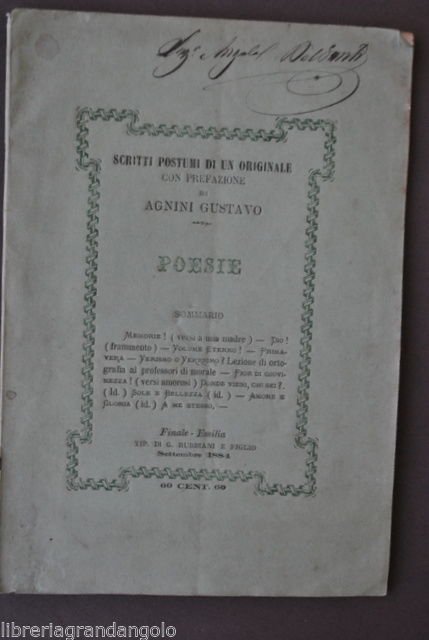 Angelo
SCRITTI POSTUMI DI UN ORIGINALE
CON PREFAZIONE
DI
AGNINI GUSTAVO
POESIE
SOMMARIO
MEMORIE! (versi a mia madre) — DIO!
(frammento) — VOLUME ETERNO! — PRIMA-
VERA — VERISMO O VERISSIMO? Lezione di orto-
grafia ai professori di morale — FIOR DI GIOVI-
NEZZA! (versi amorosi) DONDE VIENI, CHI SEI?.
(id.) SOLE E BELLEZZA (id.) — AMORE E
GLORIA (id.) A ME STESSO. —
Finale - Emilia
TIP. DI G. RUBBIANI E FIGLIO
Settembre 1884
60 CENT. 60
libreriagrandangolo